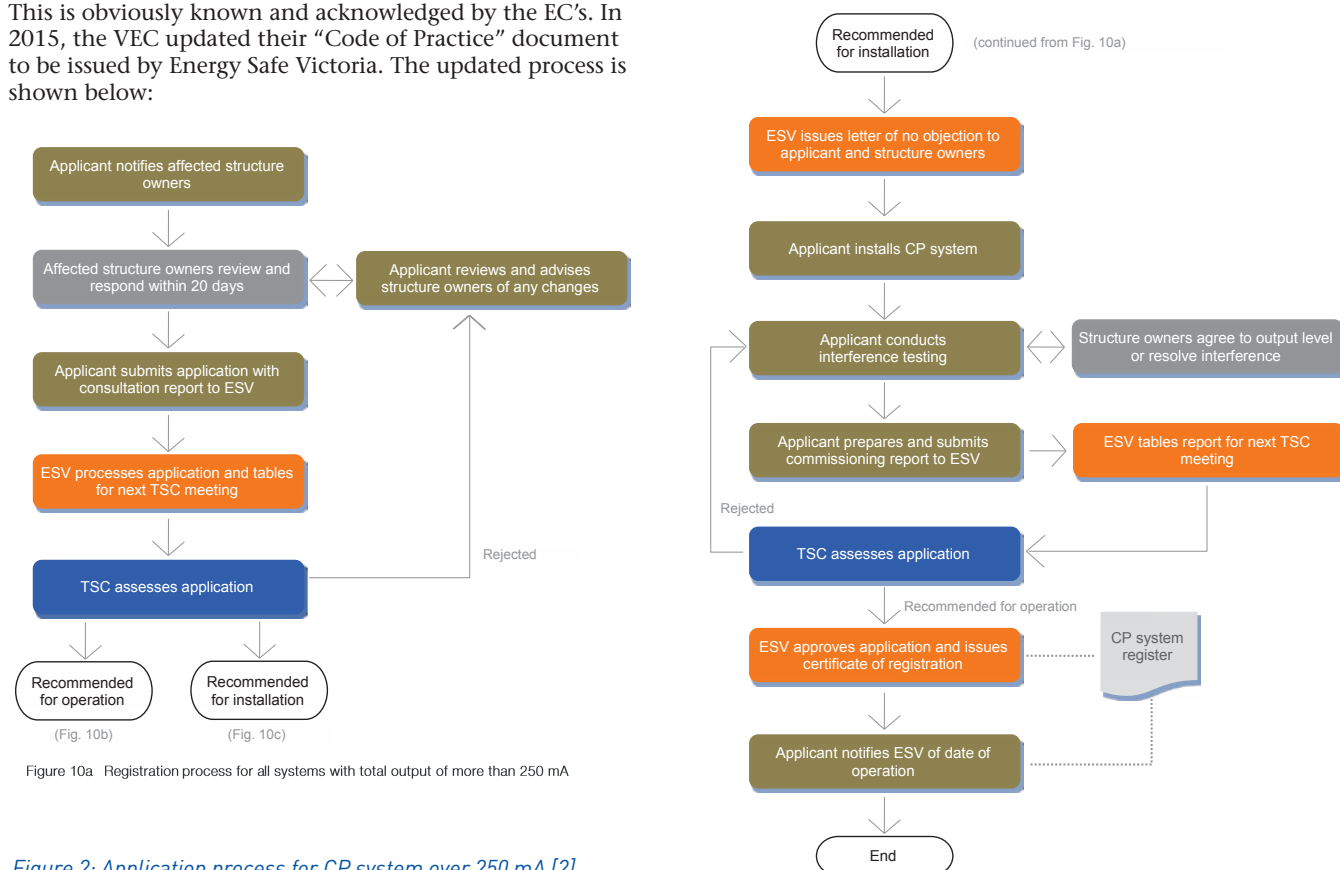 This is obviously known and acknowledged by the EC's. In
2015, the VEC updated their “Code of Practice” document
to be issued by Energy Safe Victoria. The updated process is
shown below:
Applicant notifies affected structure
owners
Affected structure owners review and
respond within 20 days
Applicant reviews and advises
structure owners of any changes
Applicant submits application with
consultation report to ESV
ESV processes application and tables
for next TSC meeting
Rejected
TSC assesses application
Recommended
for operation
(Fig. 10b)
Recommended
for installation
(Fig. 10c)
Figure 10a Registration process for all systems with total output of more than 250 mA
Figure 2: Application process for CP system over 250 mA [2]
Recommended
for installation
(continued from Fig. 10a)
ESV issues letter of no objection to
applicant and structure owners
Applicant installs CP system
Applicant conducts
interference testing
Structure owners agree to output level
or resolve interference
Applicant prepares and submits
commissioning report to ESV
ESV tables report for next TSC
meeting
Rejected
TSC assesses application
Recommended for operation
ESV approves application and issues
certificate of registration
CP system
register
Applicant notifies ESV of date of
operation
End